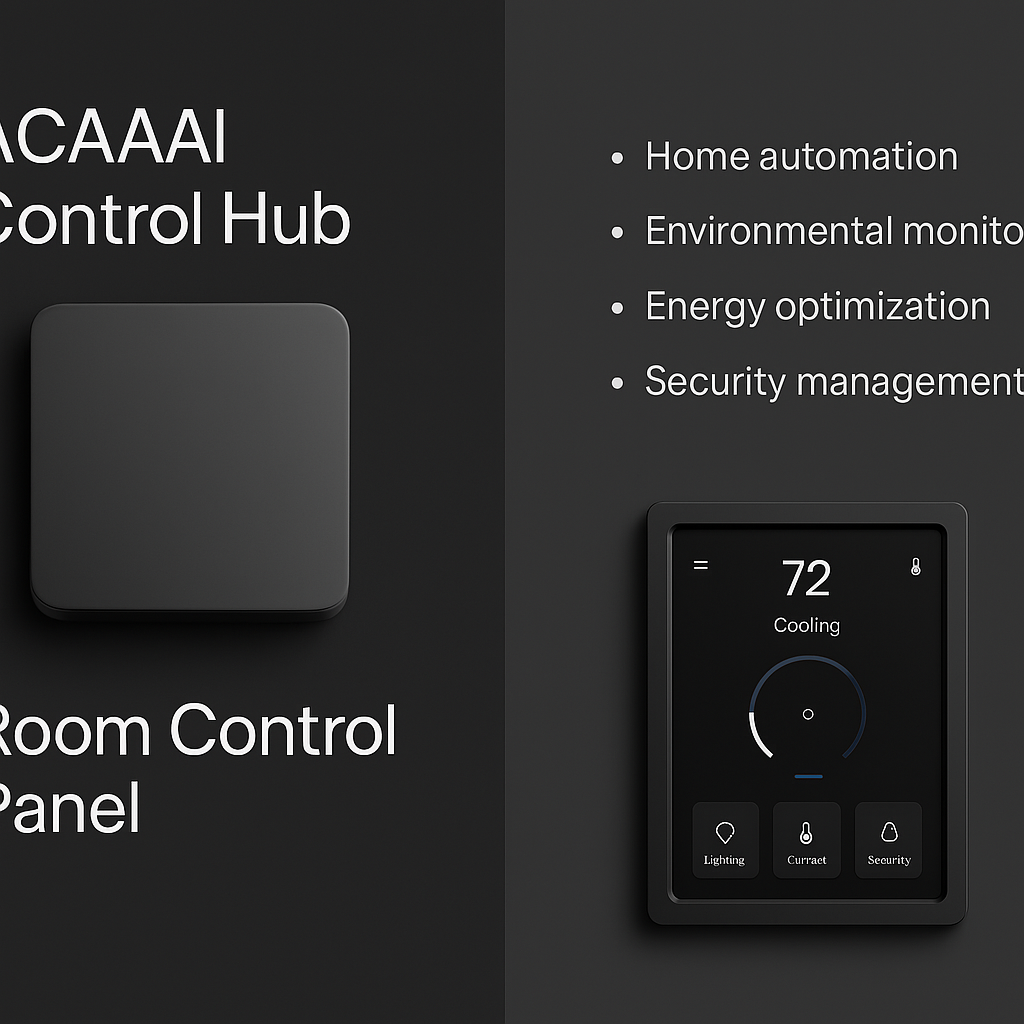 ACAAAI
Control Hub
Room Control
Panel
Home automation
Environmental monito
Energy optimization
Security management
72
Cooling
Lighting
Curract
Security